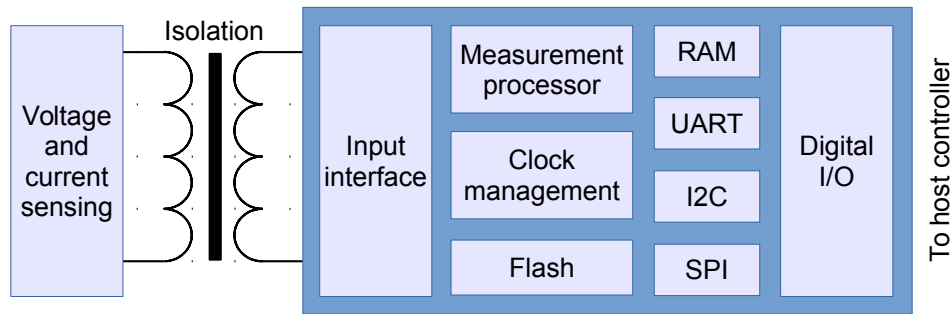 Isolation
Voltage
and
current
sensing
Input
interface
Measurement
processor
Clock
management
Flash
RAM
UART
I2C
SPI
Digital
I/O
To host controller